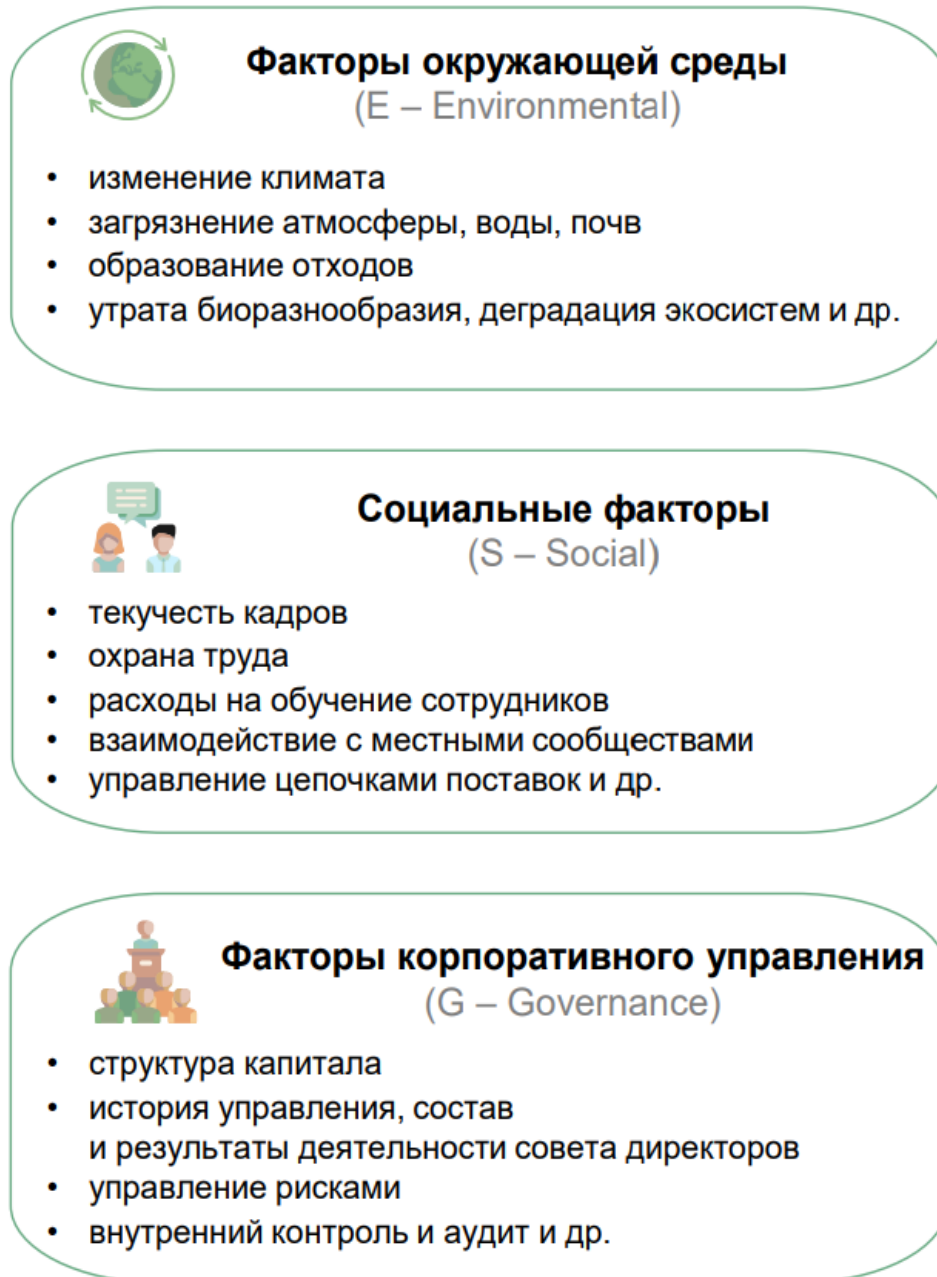 Факторы окружающей среды
(E – Environmental)
• изменение климата
• загрязнение атмосферы, воды, почв
• образование отходов
• утрата биоразнообразия, деградация экосистем и др.
Социальные факторы
(S – Social)
• текучесть кадров
• охрана труда
• расходы на обучение сотрудников
• взаимодействие с местными сообществами
• управление цепочками поставок и др.
Факторы корпоративного управления
(G – Governance)
• структура капитала
• история управления, состав
и результаты деятельности совета директоров
• управление рисками
• внутренний контроль и аудит и др.